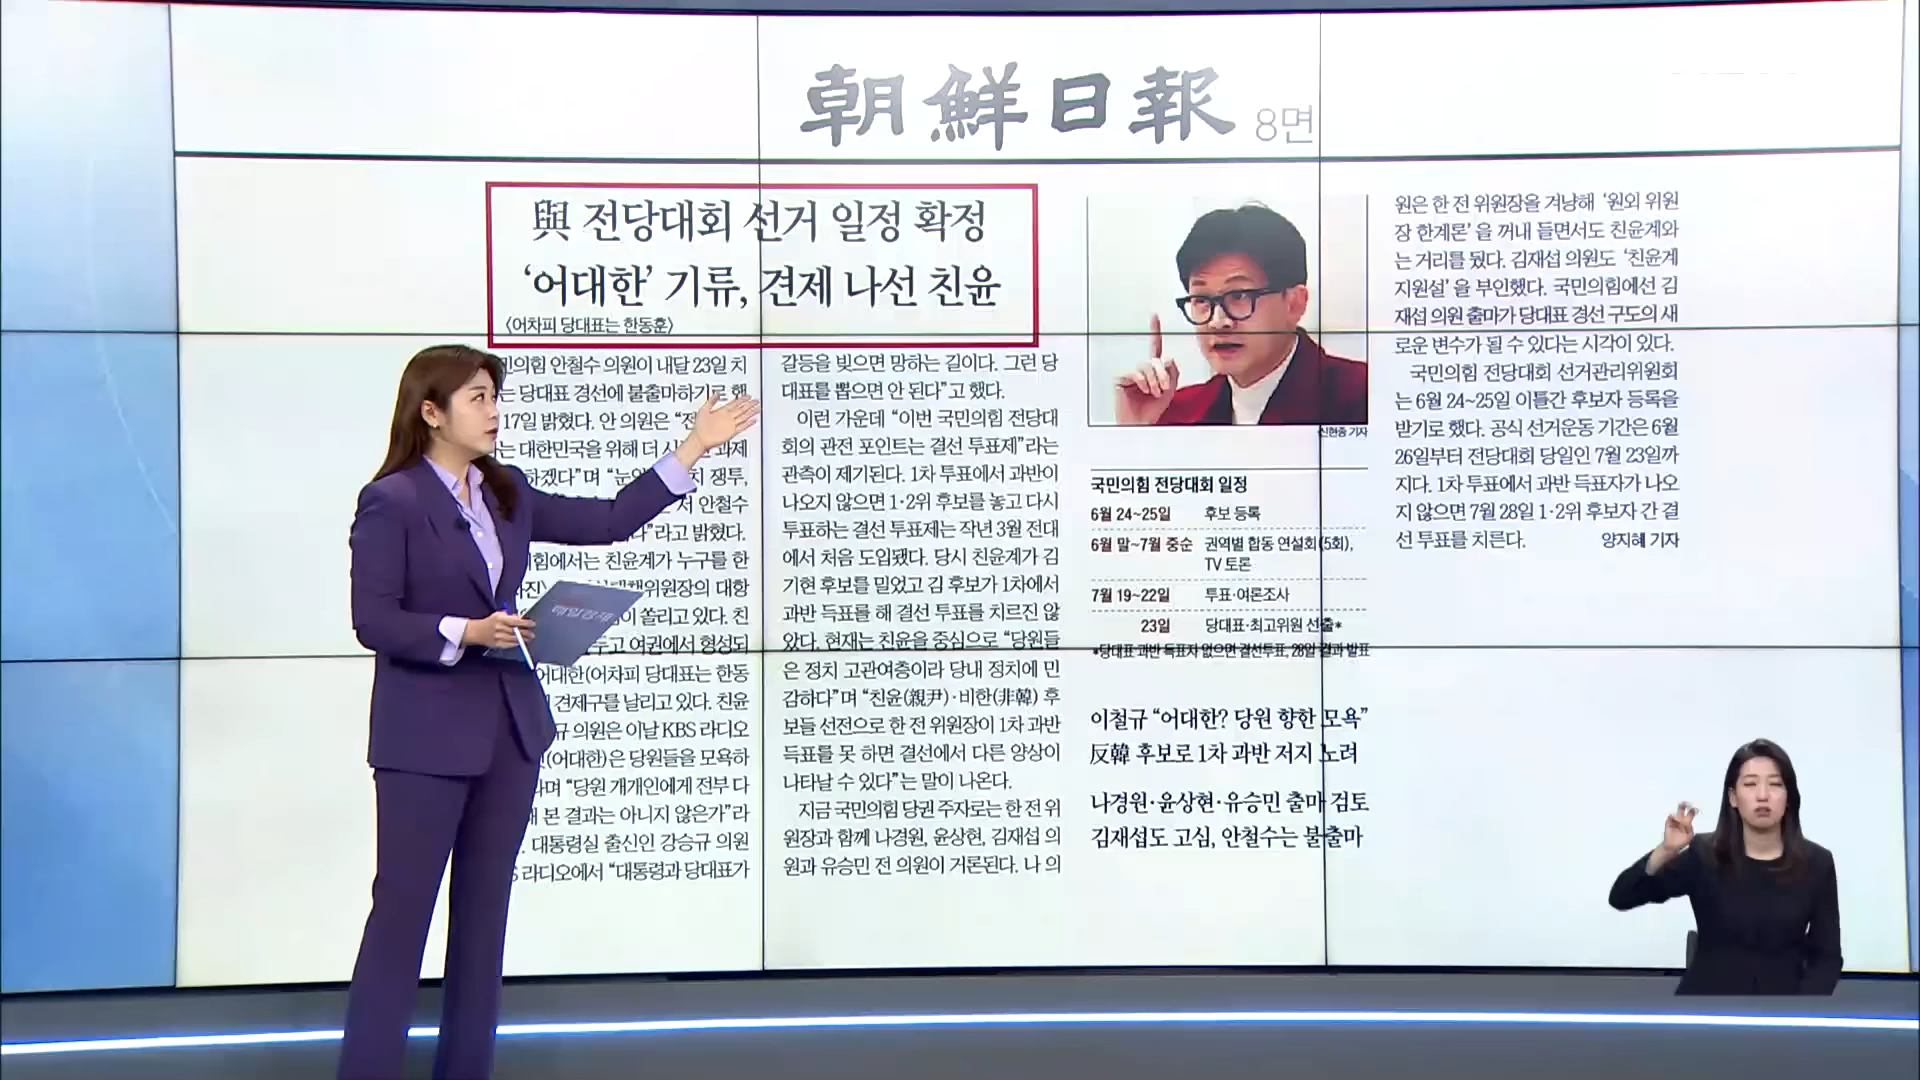 朝鮮日報 8면
與 전당대회 선거 일정 확정
‘어대한’ 기류, 견제 나선 친윤
〈어차피 당대표는 한동훈〉
민의힘 안철수 의원이 내달 23일 치
는 당대표 경선에 불출마하기로 했
17일 밝혔다. 안 의원은
는 대한민국을 위해 더 과제
하겠다”며 쟁투,
서 안철수
라고 밝혔다.
힘에서는 친윤계가 누구를 한
위원장의 대항
이 쏠리고 있다. 친
두고 여권에서 형성되
어대한(어차피 당대표는 한동
견제구를 날리고 있다. 친윤
규 의원은 이날 KBS 라디오
(어대한)은 당원들을 모욕하
라며 “당원 개개인에게 전부 다
본 결과는 아니지 않은가”라
. 대통령실 출신인 강승규 의원
S 라디오에서 “대통령과 당대표가
갈등을 빚으면 망하는 길이다. 그런 당
대표를 뽑으면 안 된다”고 했다.
이런 가운데 “이번 국민의힘 전당대
회의 관전 포인트는 결선 투표제”라는
관측이 제기된다. 1차 투표에서 과반이
나오지 않으면 1·2위 후보를 놓고 다시
투표하는 결선 투표제는 작년 3월 전대
에서 처음 도입됐다. 당시 친윤계가 김
기현 후보를 밀었고 김 후보가 1차에서
과반 득표를 해 결선 투표를 치르진 않
았다. 현재는 친윤을 중심으로 “당원들
은 정치 고관여층이라 당내 정치에 민
감하다”며 “친윤(親尹)·비한(非韓) 후
보들 선전으로 한 전 위원장이 1차 과반
득표를 못 하면 결선에서 다른 양상이
나타날 수 있다”는 말이 나온다.
지금 국민의힘 당권 주자로는 한 전 위
원장과 함께 나경원, 윤상현, 김재섭 의
원과 유승민 전 의원이 거론된다. 나 의
신현종 기자
국민의힘 전당대회 일정
6월 24~25일 후보 등록
6월 말~7월 중순 권역별 합동 연설회(5회),
TV 토론
7월 19~22일 투표·여론조사
23일 당대표·최고위원 선출*
*당대표 과반 득표자 없으면 결선투표, 28일 결과 발표
이철규 “어대한? 당원 향한 모욕”
反韓 후보로 1차 과반 저지 노려
나경원·윤상현·유승민 출마 검토
김재섭도 고심, 안철수는 불출마
원은 한 전 위원장을 겨냥해 ‘원외 위원
장 한계론’을 꺼내 들면서도 친윤계와
는 거리를 뒀다. 김재섭 의원도 ‘친윤계
지원설’을 부인했다. 국민의힘에선 김
재섭 의원 출마가 당대표 경선 구도의 새
로운 변수가 될 수 있다는 시각이 있다.
국민의힘 전당대회 선거관리위원회
는 6월 24~25일 이틀간 후보자 등록을
받기로 했다. 공식 선거운동 기간은 6월
26일부터 전당대회 당일인 7월 23일까
지다. 1차 투표에서 과반 득표자가 나오
지 않으면 7월 28일 1·2위 후보자 간 결
선 투표를 치른다. 양지혜 기자
매일경제